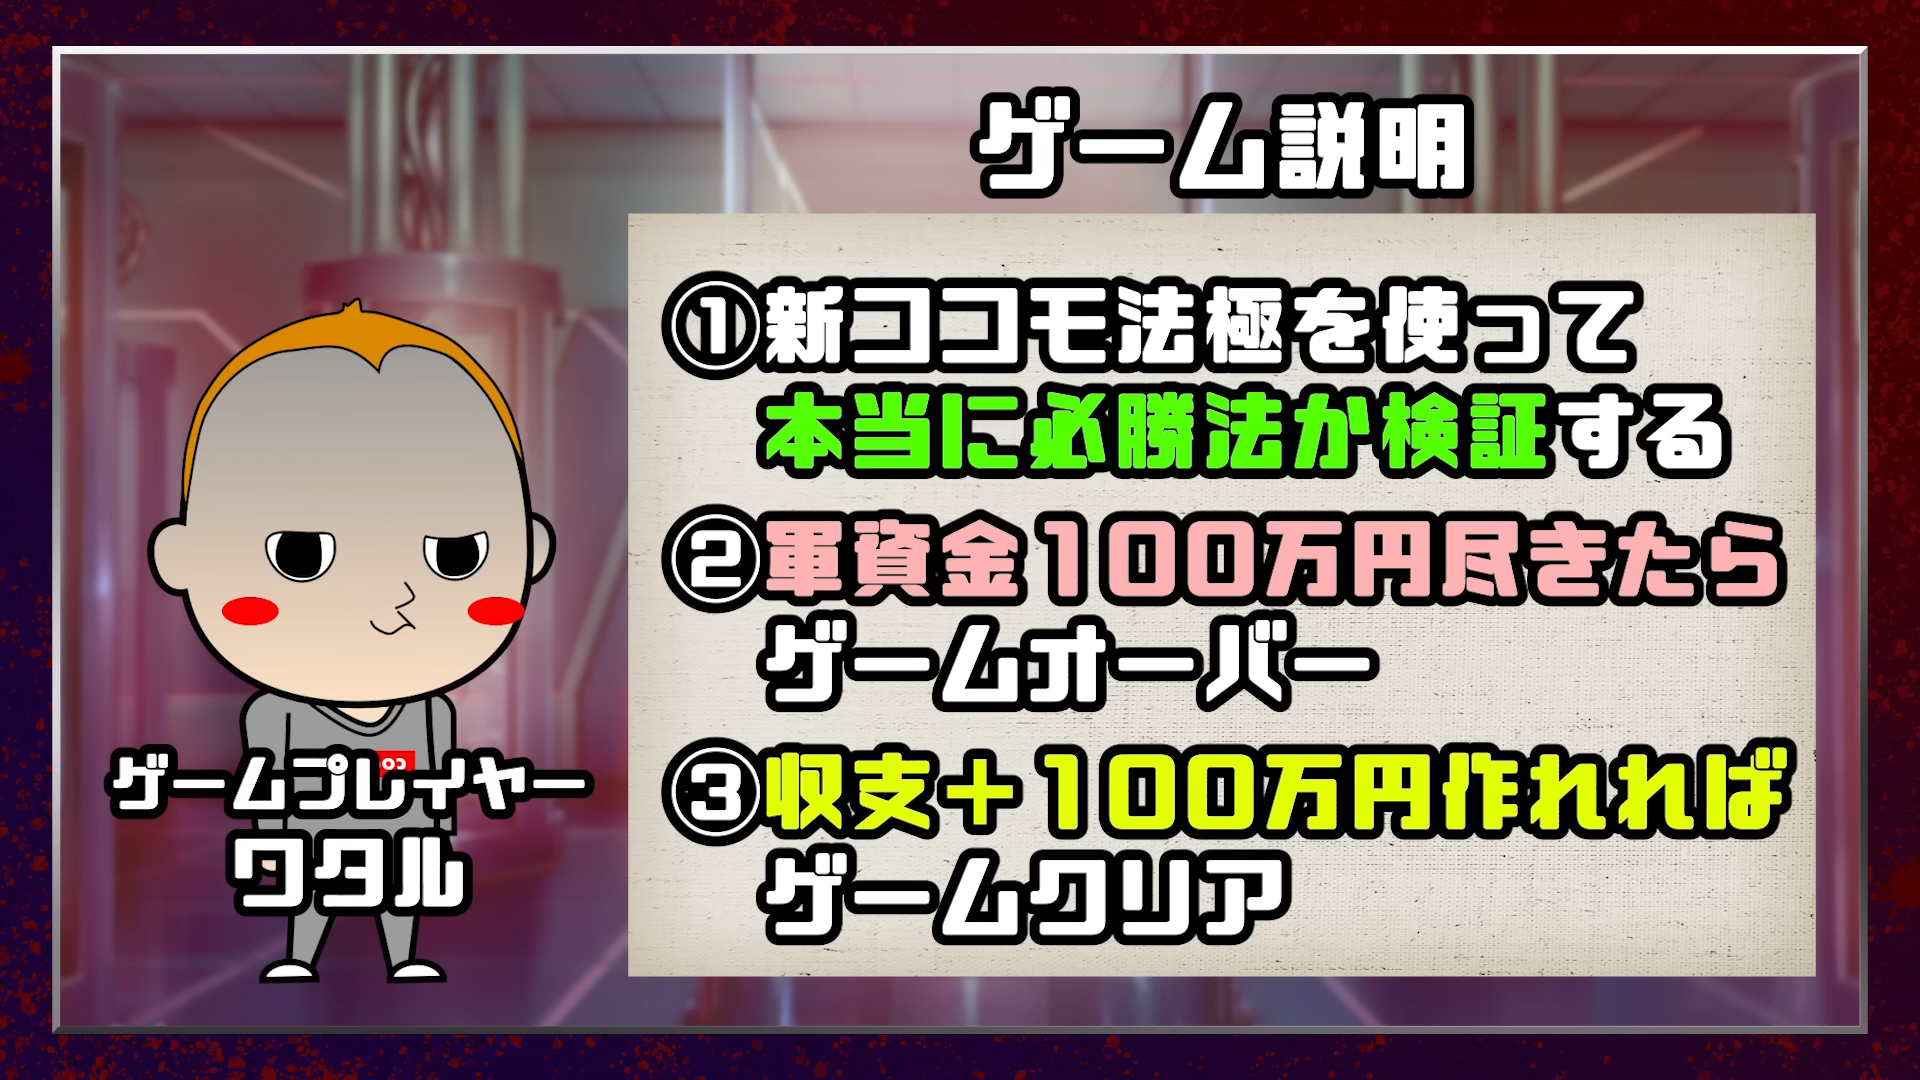 ゲーム説明
①新ココモ法極を使って
本当に必勝法か検証する
②軍資金100万円尽きたら
ゲームオーバー
③収支+100万円作れれば
ゲームクリア
ゲームプレイヤー
ワタル